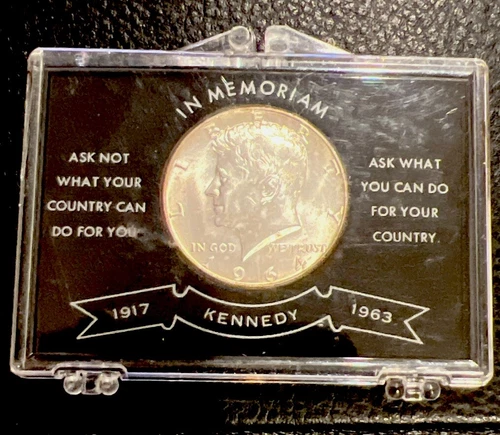 IN MEMORIAM
ASK NOT
WHAT YOUR
COUNTRY CAN
DO FOR YOU
LIBERTY
IN GOD WE TRUST
1964
ASK WHAT
YOU CAN DO
FOR YOUR
COUNTRY
1917 KENNEDY 1963